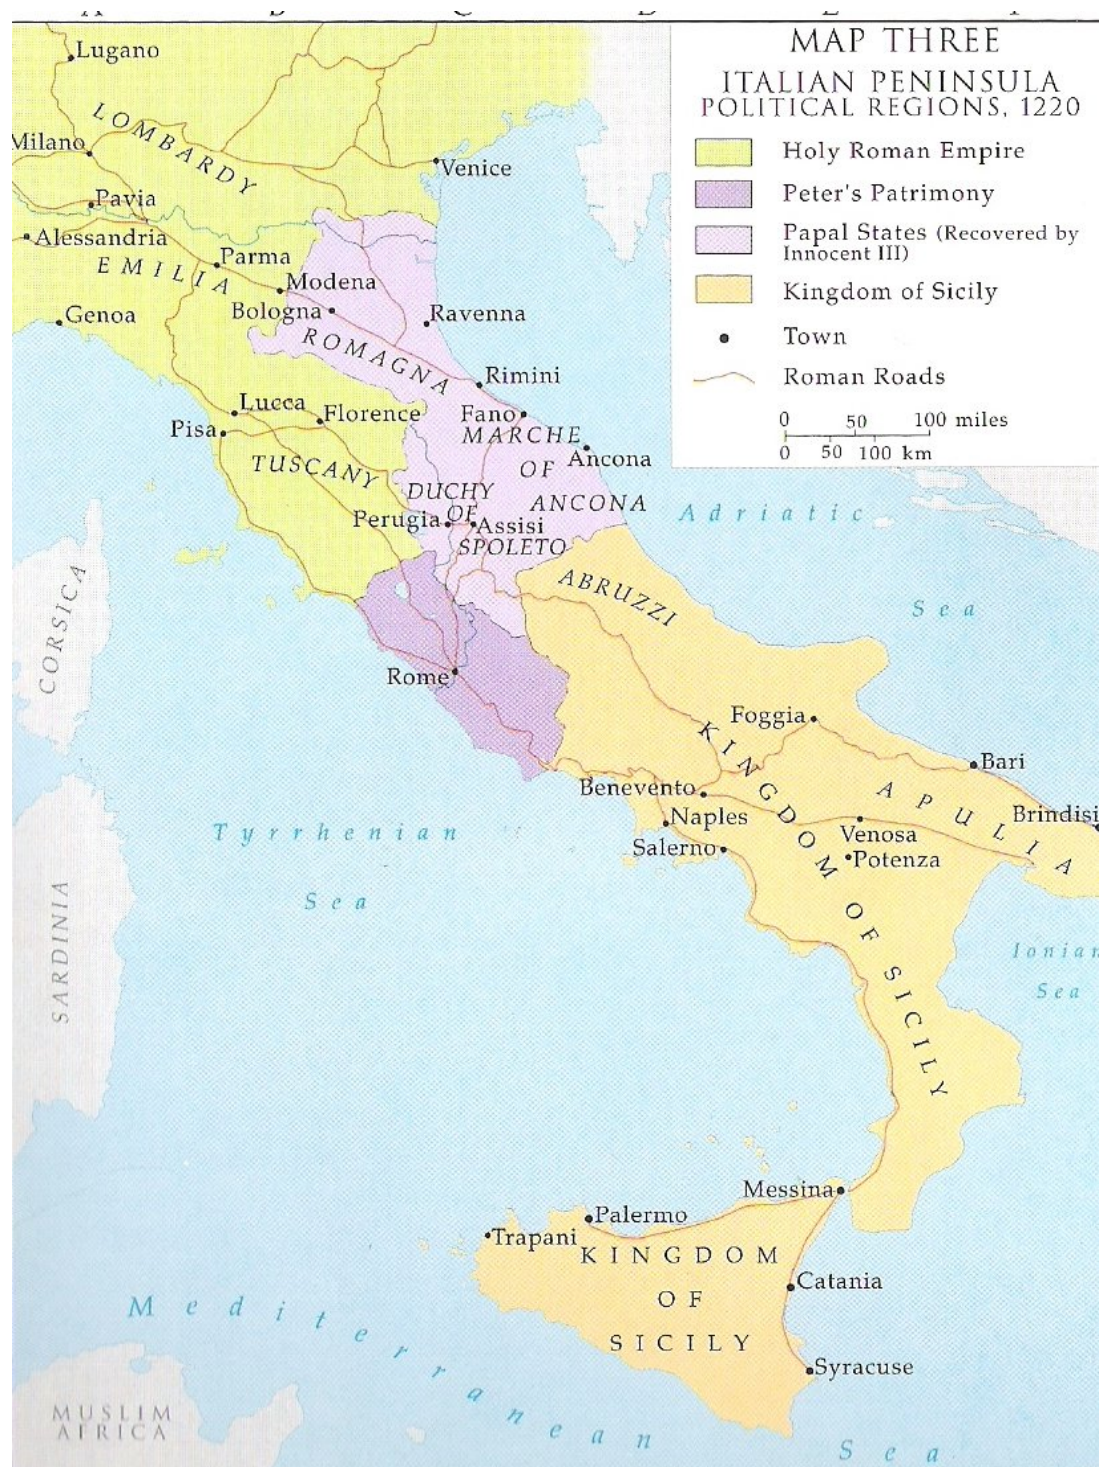 MAP THREE
ITALIAN PENINSULA
POLITICAL REGIONS, 1220
Holy Roman Empire
Peter's Patrimony
Papal States (Recovered by
Innocent III)
Kingdom of Sicily
Town
Roman Roads
0 50 100 miles
0 50 100 km
Lugano
LOMBARDY
Milano
Venice
Pavia
Alessandria
Parma
EMILIA
Modena
Genoa
Bologna
Ravenna
ROMAGNA
Rimini
Lucca
Florence
Fano
Pisa
MARCHE
OF
ANCONA
Ancona
TUSCANY
DUCHY
OF
SPOLETO
Perugia
Assisi
Adriatic
Sea
ABRUZZI
CORSICA
Rome
Foggia
KINGDOM OF SICILY
Bari
Benevento
APULIA
Naples
Brindisi
Tyrrhenian
Sea
Salerno
Venosa
Potenza
SARDINIA
Ionian
Sea
Messina
Palermo
Trapani
KINGDOM
OF
SICILY
Catania
Syracuse
Mediterranean
Sea
MUSLIM
AFRICA